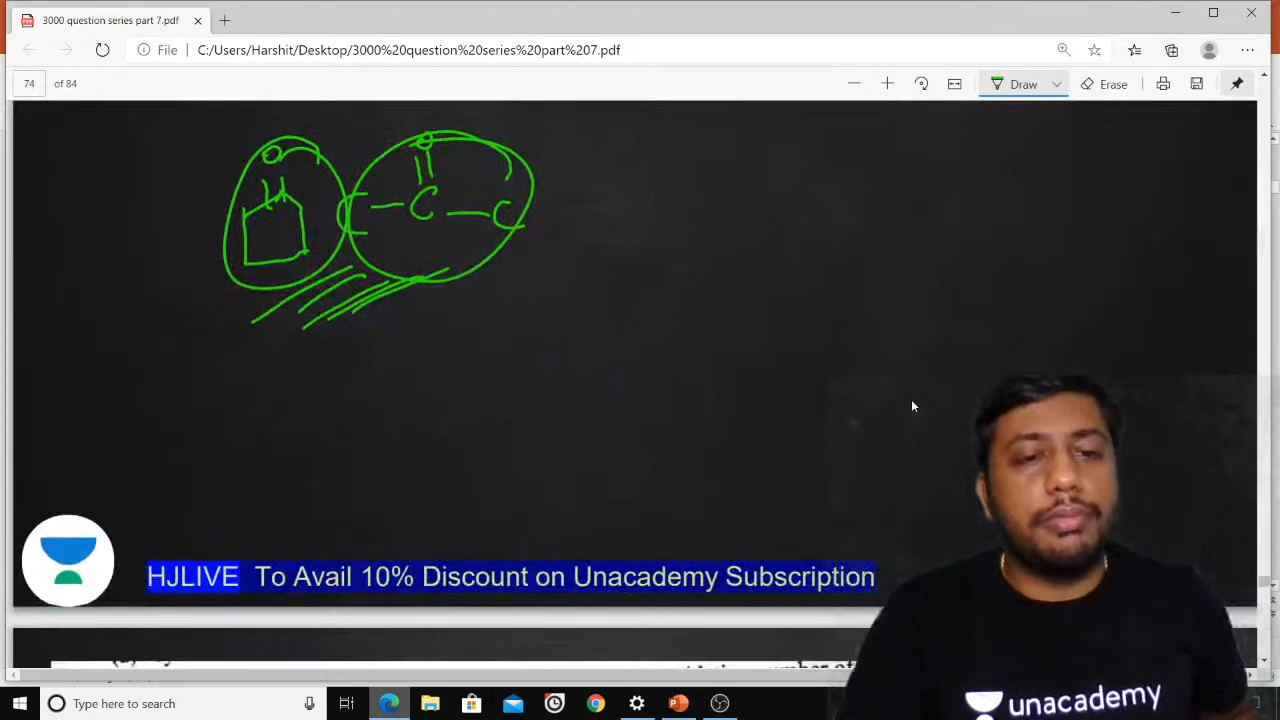 3000 question series part 7.pdf
File C:/Users/Harshit/Desktop/3000%20question%20series%20part%207.pdf
74 of 84
Draw
Erase
O
O
C
C
C
HJLIVE To Avail 10% Discount on Unacademy Subscription
unacademy
Type here to search